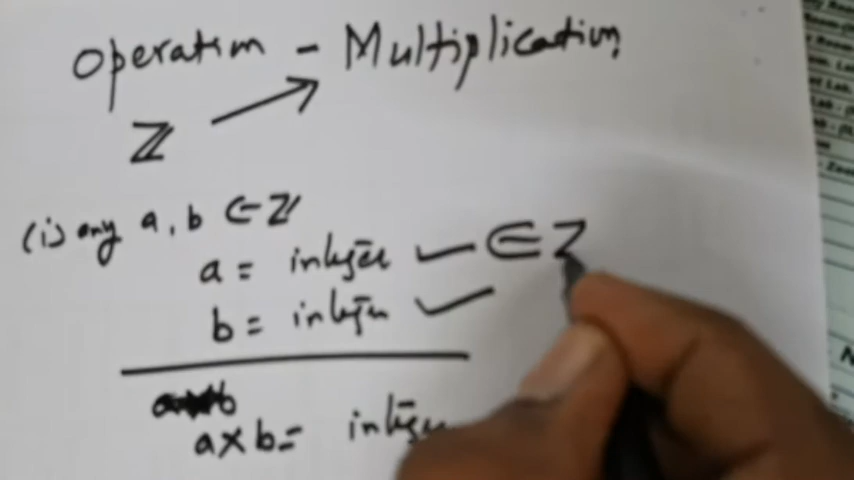 operation - Multiplication
ℤ
(i) any a, b ∈ ℤ
a = integer ✓ ∈ Z
b = integer ✓
a x b = integer